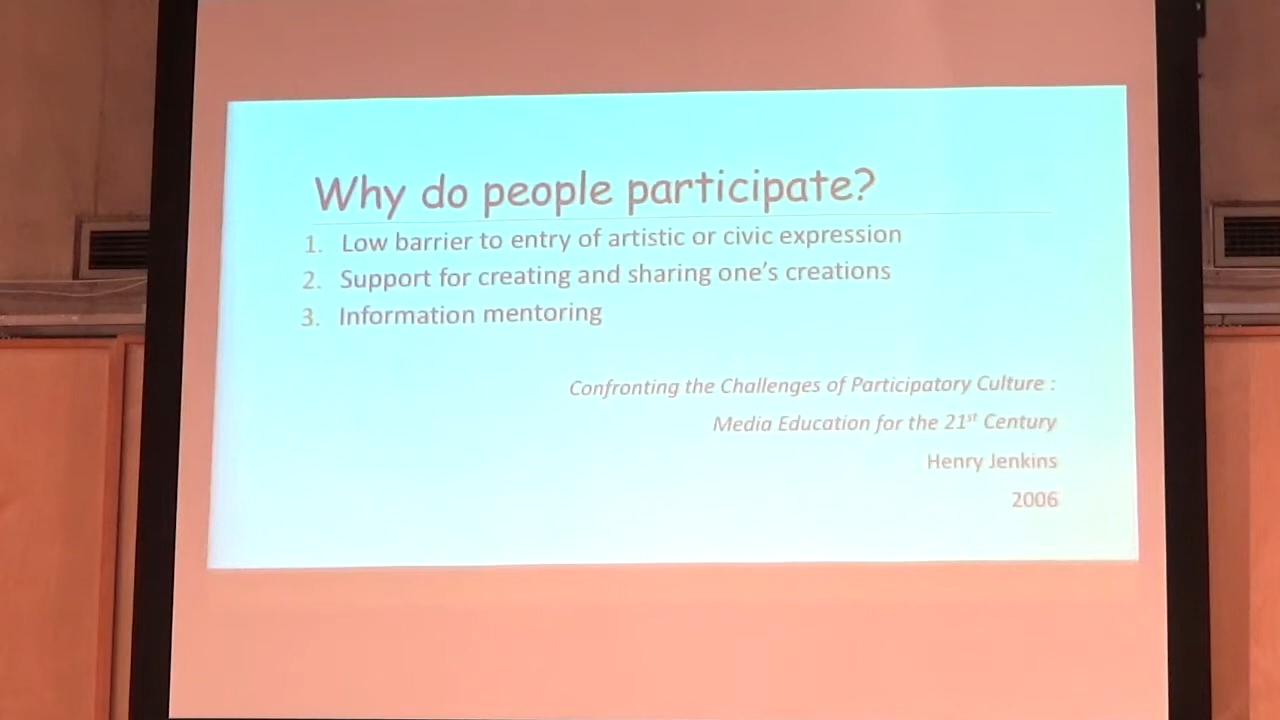 Why do people participate?
1. Low barrier to entry of artistic or civic expression
2. Support for creating and sharing one's creations
3. Information mentoring
Confronting the Challenges of Participatory Culture :
Media Education for the 21st Century
Henry Jenkins
2006